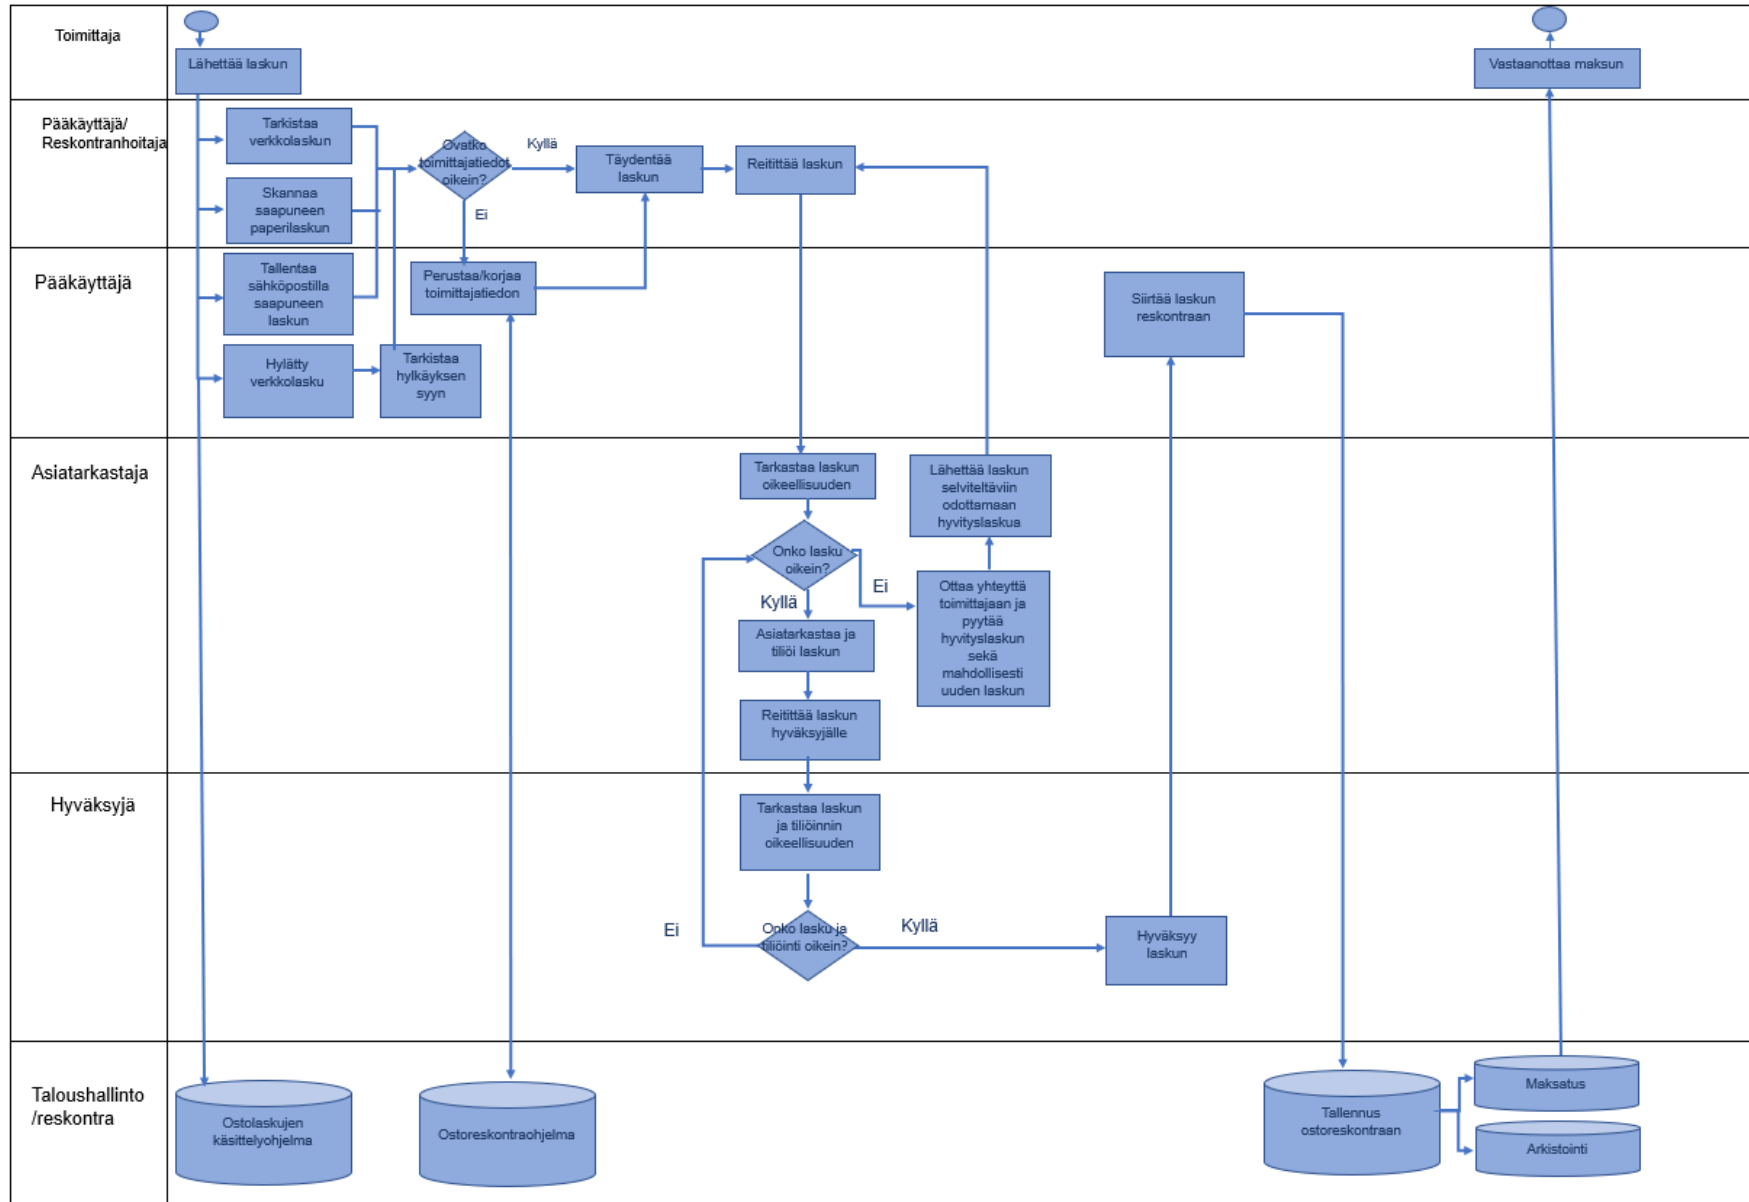 Toimittaja
Lähettää laskun
Vastaanottaa maksun
Pääkäyttäjä/
Reskontranhoitaja
Tarkistaa
verkkolaskun
Skannaa
saapuneen
paperilaskun
Ovatko
toimittajatiedot
oikein?
Kyllä
Ei
Täydentää
laskun
Reitittää laskun
Pääkäyttäjä
Tallentaa
sähköpostilla
saapuneen
laskun
Perustaa/korjaa
toimittajatiedon
Hylätty
verkkolasku
Tarkistaa
hylkäyksen
syyn
Siirtää laskun
reskontraan
Asiatarkastaja
Tarkastaa laskun
oikeellisuuden
Lähettää laskun
selviteltäviin
odottamaan
hyvityslaskua
Onko lasku
oikein?
Ei
Kyllä
Ottaa yhteyttä
toimittajaan ja
pyytää
hyvityslaskun
sekä
mahdollisesti
uuden laskun
Asiatarkastaa ja
tiliöi laskun
Reitittää laskun
hyväksyjälle
Hyväksyjä
Tarkastaa laskun
ja tiliöinnin
oikeellisuuden
Onko lasku ja
tiliöinti oikein?
Ei
Kyllä
Hyväksyy
laskun
Taloushallinto
/reskontra
Ostolaskujen
käsittelyohjelma
Ostoreskontraohjelma
Tallennus
ostoreskontraan
Maksatus
Arkistointi